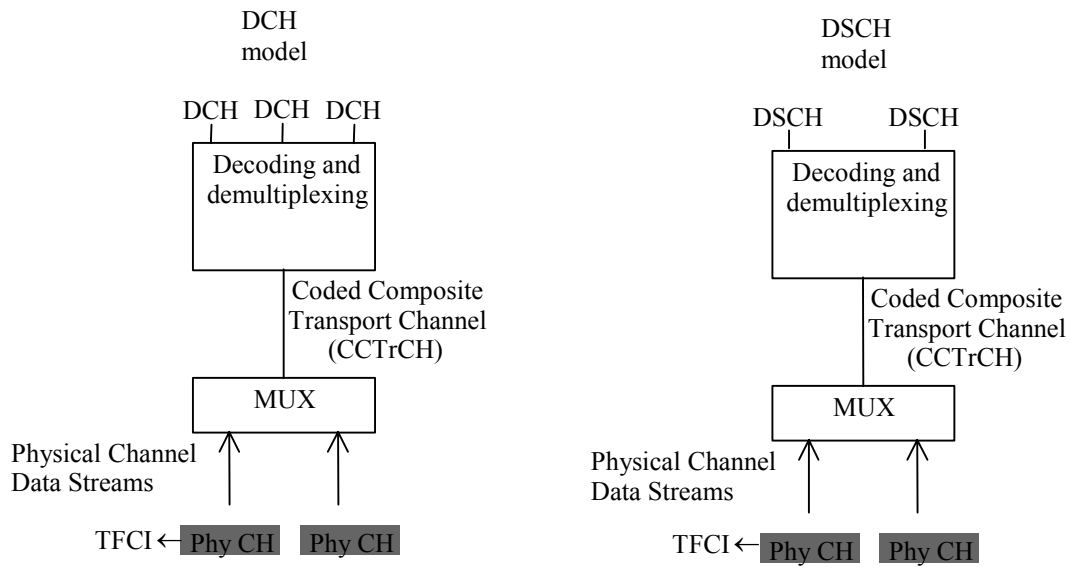 DCH
model
DCH DCH DCH
Decoding and
demultiplexing
Coded Composite
Transport Channel
(CCTrCH)
MUX
Physical Channel
Data Streams
TFCI ← Phy CH Phy CH
DSCH
model
DSCH DSCH
Decoding and
demultiplexing
Coded Composite
Transport Channel
(CCTrCH)
MUX
Physical Channel
Data Streams
TFCI ← Phy CH Phy CH